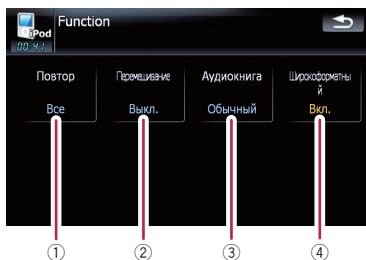 iPod
Function
00:41
Повтор
Перемешивание
Аудиокнига
Широкоформатны
й
Все
Выкл.
Обычный
Вкл.
①
②
③
④